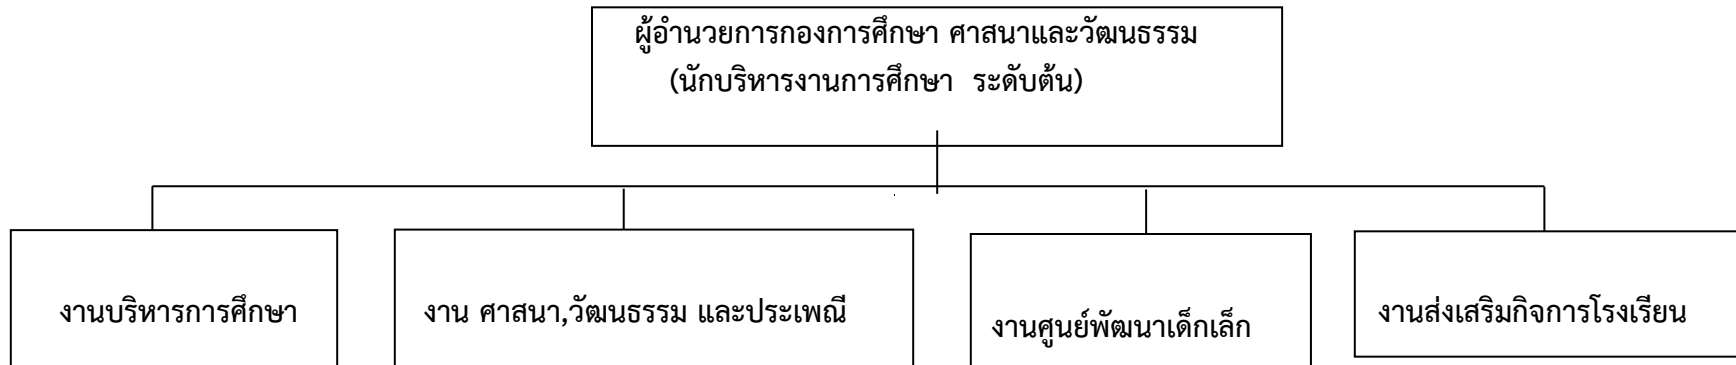 ผู้อำนวยการกองการศึกษา ศาสนาและวัฒนธรรม
(นักบริหารงานการศึกษา ระดับต้น)
งานบริหารการศึกษา
งาน ศาสนา,วัฒนธรรม และประเพณี
งานศูนย์พัฒนาเด็กเล็ก
งานส่งเสริมกิจการโรงเรียน